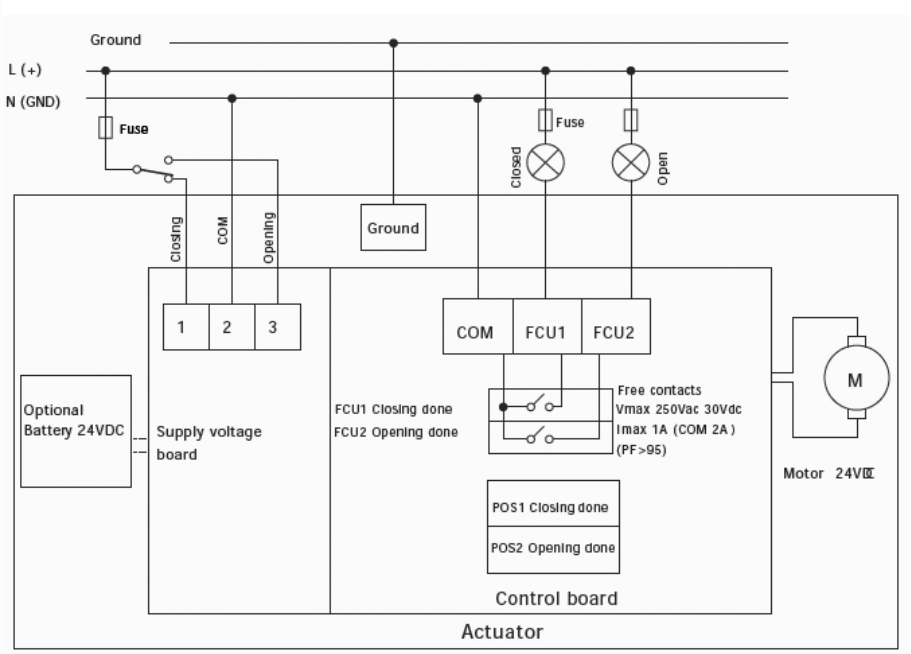 Ground
L (+)
N (GND)
Fuse
Fuse
Closed
Open
Closing
COM
Opening
Ground
1 2 3
COM FCU1 FCU2
Free contacts
Vmax 250Vac 30Vdc
Imax 1A (COM 2A)
(PF>95)
FCU1 Closing done
FCU2 Opening done
Optional
Battery 24VDC
Supply voltage
board
M
Motor 24VDC
POS1 Closing done
POS2 Opening done
Control board
Actuator